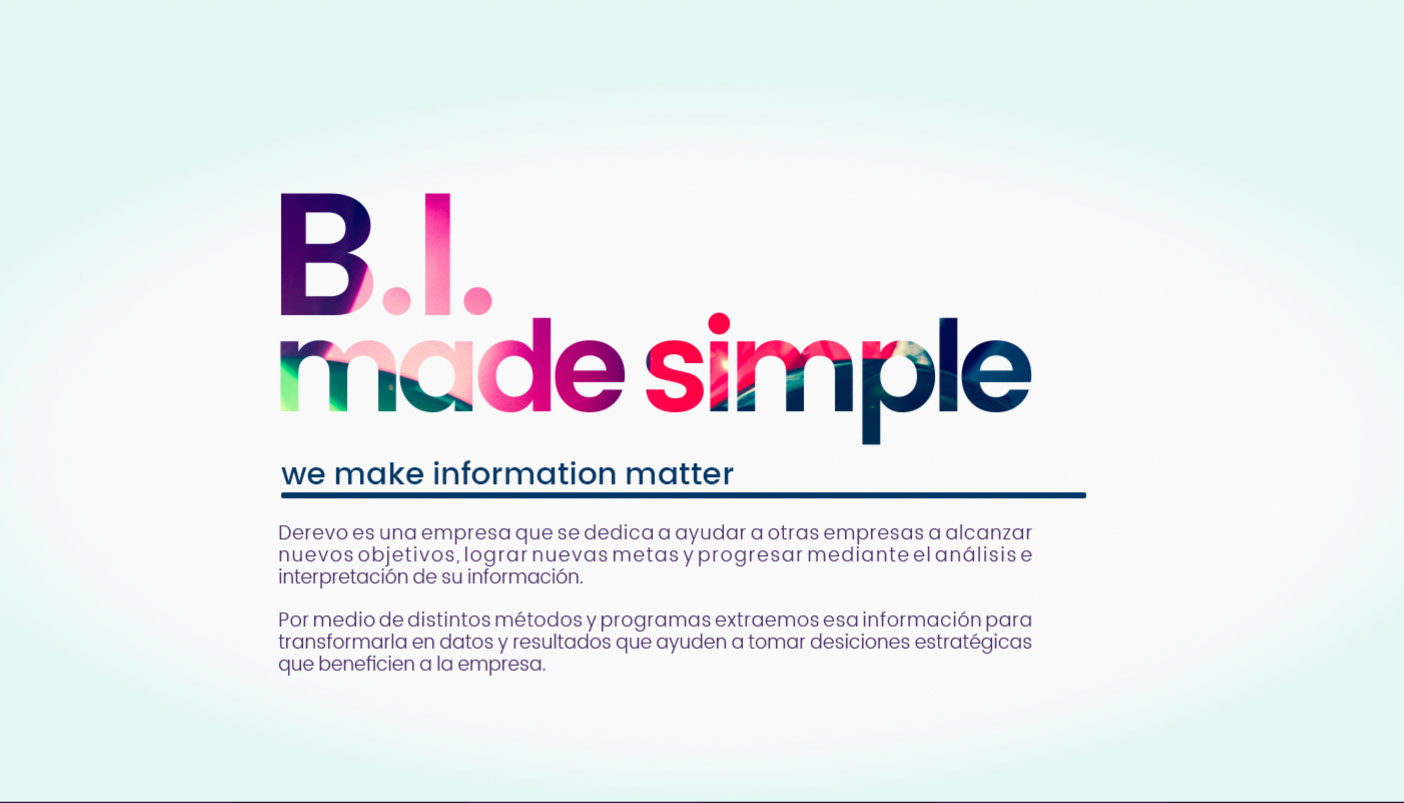 B.I.
made simple
we make information matter
Derevo es una empresa que se dedica a ayudar a otras empresas a alcanzar
nuevos objetivos, lograr nuevas metas y progresar mediante el análisis e
interpretación de su información.
Por medio de distintos métodos y programas extraemos esa información para
transformarla en datos y resultados que ayuden a tomar desiciones estratégicas
que beneficien a la empresa.